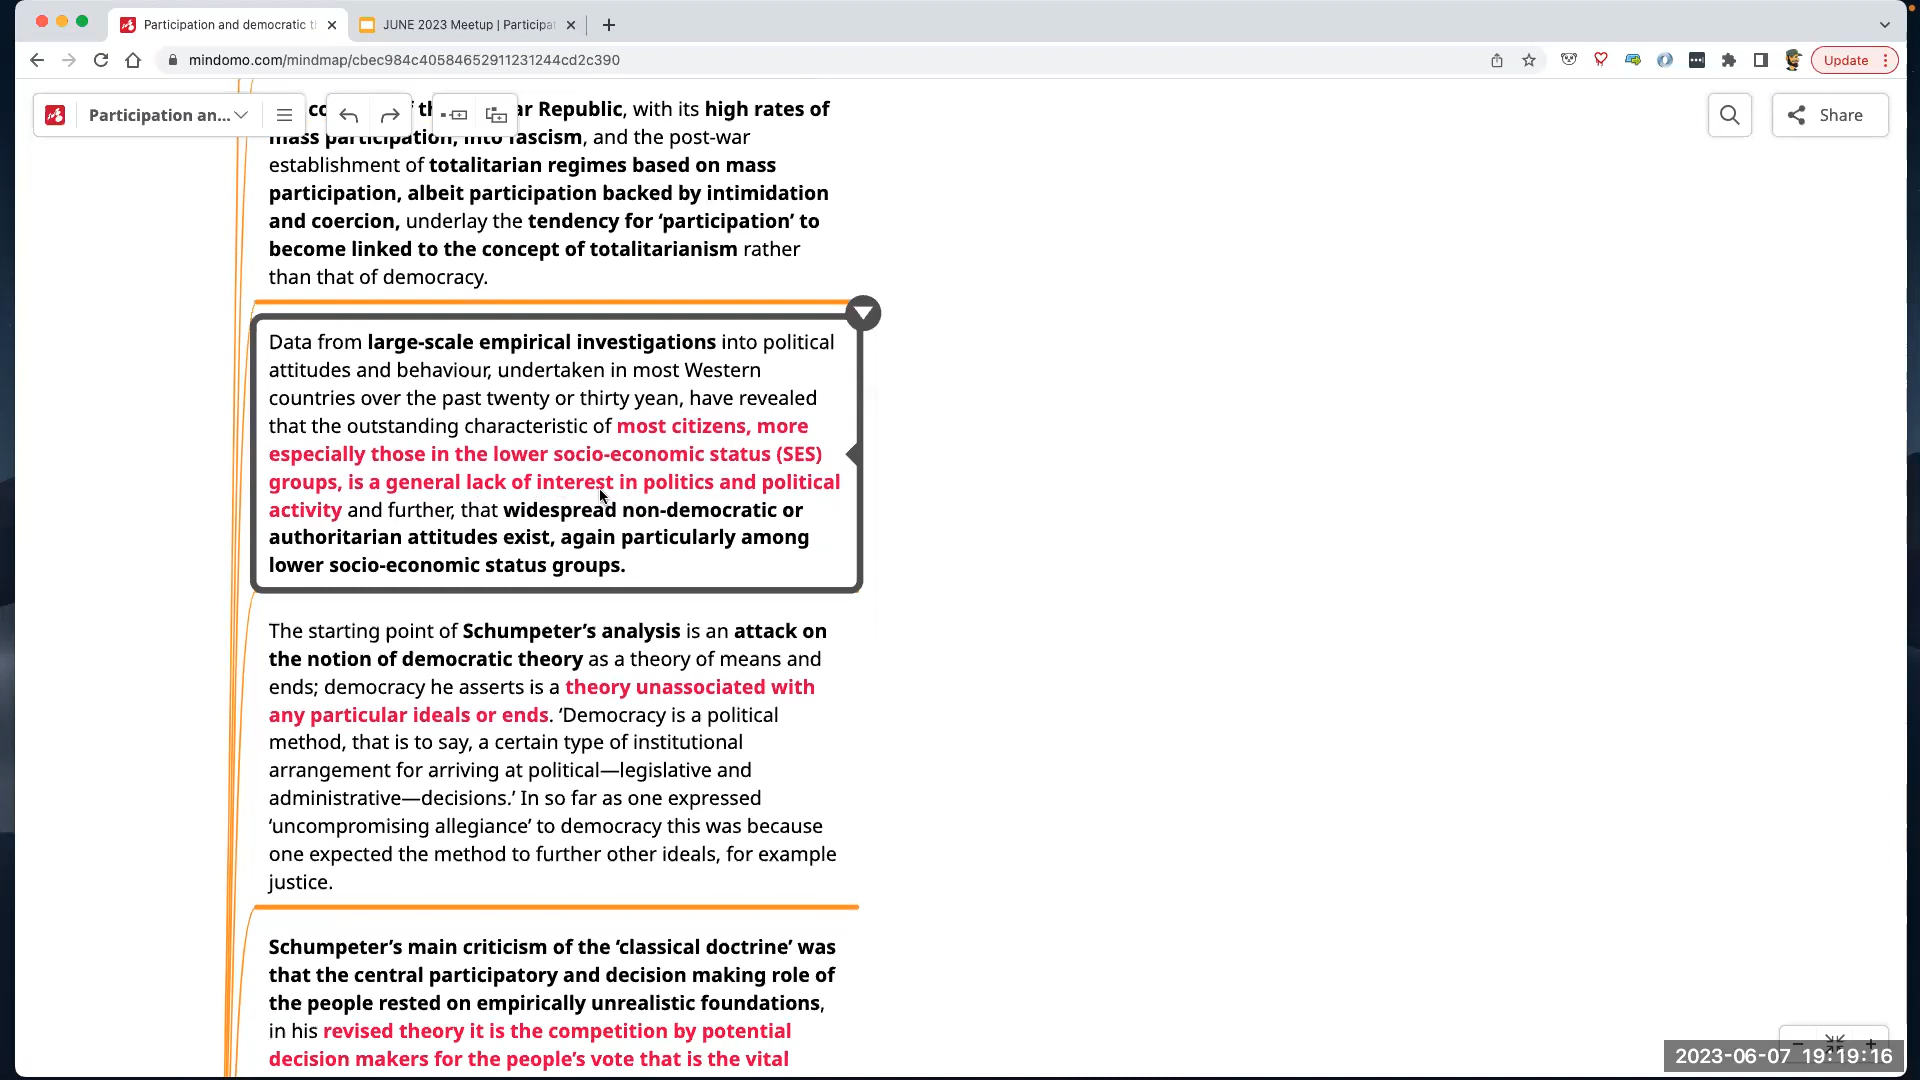 Participation and democratic t
JUNE 2023 Meetup | Participa
mindomo.com/mindmap/cbec984c40584652911231244cd2c390
Update
Participation an...
Share
ar Republic, with its high rates of
mass participation, into fascism, and the post-war
establishment of totalitarian regimes based on mass
participation, albeit participation backed by intimidation
and coercion, underlay the tendency for ‘participation’ to
become linked to the concept of totalitarianism rather
than that of democracy.
Data from large-scale empirical investigations into political
attitudes and behaviour, undertaken in most Western
countries over the past twenty or thirty year, have revealed
that the outstanding characteristic of most citizens, more
especially those in the lower socio-economic status (SES)
groups, is a general lack of interest in politics and political
activity and further, that widespread non-democratic or
authoritarian attitudes exist, again particularly among
lower socio-economic status groups.
The starting point of Schumpeter’s analysis is an attack on
the notion of democratic theory as a theory of means and
ends; democracy he asserts is a theory unassociated with
any particular ideals or ends. ‘Democracy is a political
method, that is to say, a certain type of institutional
arrangement for arriving at political—legislative and
administrative—decisions.’ In so far as one expressed
‘uncompromising allegiance’ to democracy this was because
one expected the method to further other ideals, for example
justice.
Schumpeter’s main criticism of the ‘classical doctrine’ was
that the central participatory and decision making role of
the people rested on empirically unrealistic foundations,
in his revised theory it is the competition by potential
decision makers for the people’s vote that is the vital
2023-06-07 19:19:16